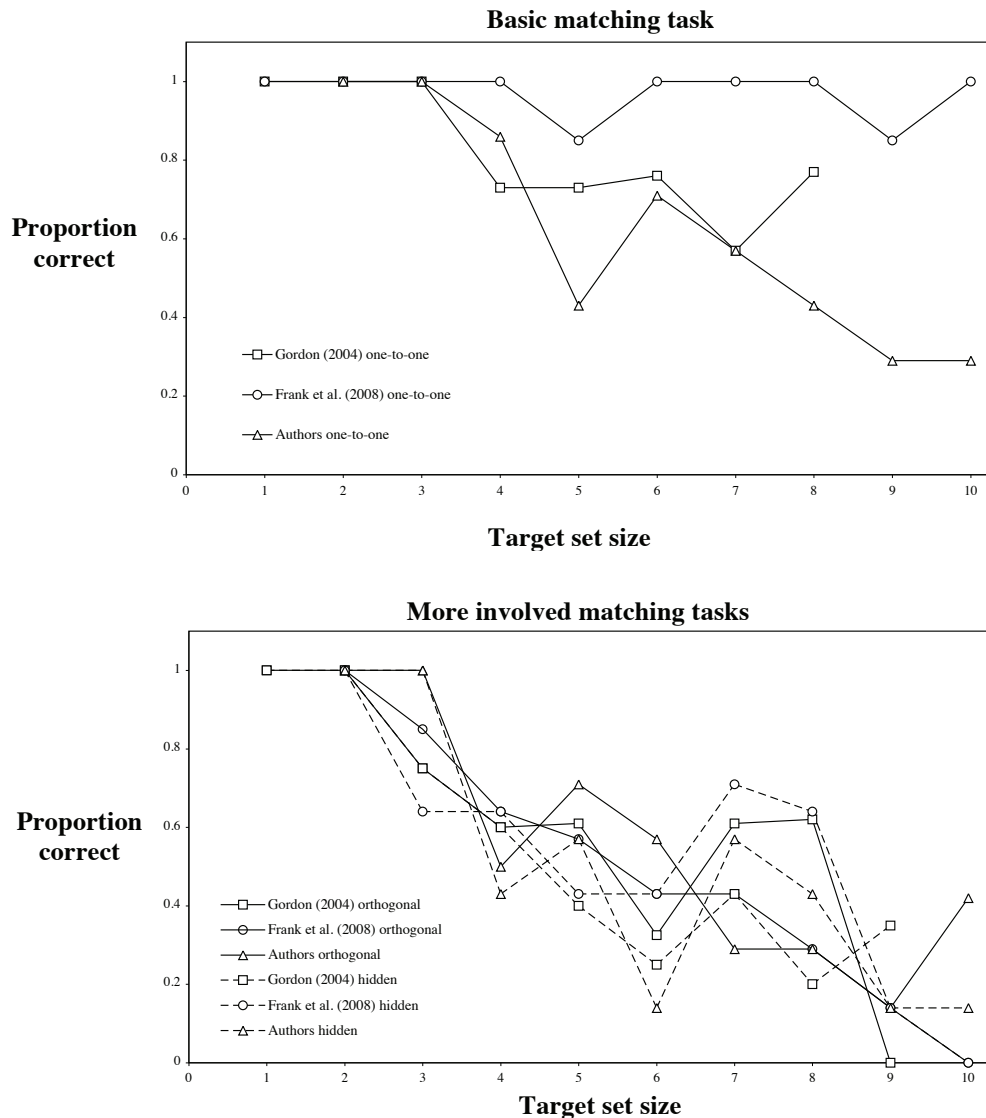 Basic matching task
1
0.8
0.6
0.4
0.2
0
Proportion
correct
Gordon (2004) one-to-one
Frank et al. (2008) one-to-one
Authors one-to-one
0 1 2 3 4 5 6 7 8 9 10
Target set size
More involved matching tasks
1
0.8
0.6
0.4
0.2
0
Proportion
correct
Gordon (2004) orthogonal
Frank et al. (2008) orthogonal
Authors orthogonal
Gordon (2004) hidden
Frank et al. (2008) hidden
Authors hidden
0 1 2 3 4 5 6 7 8 9 10
Target set size